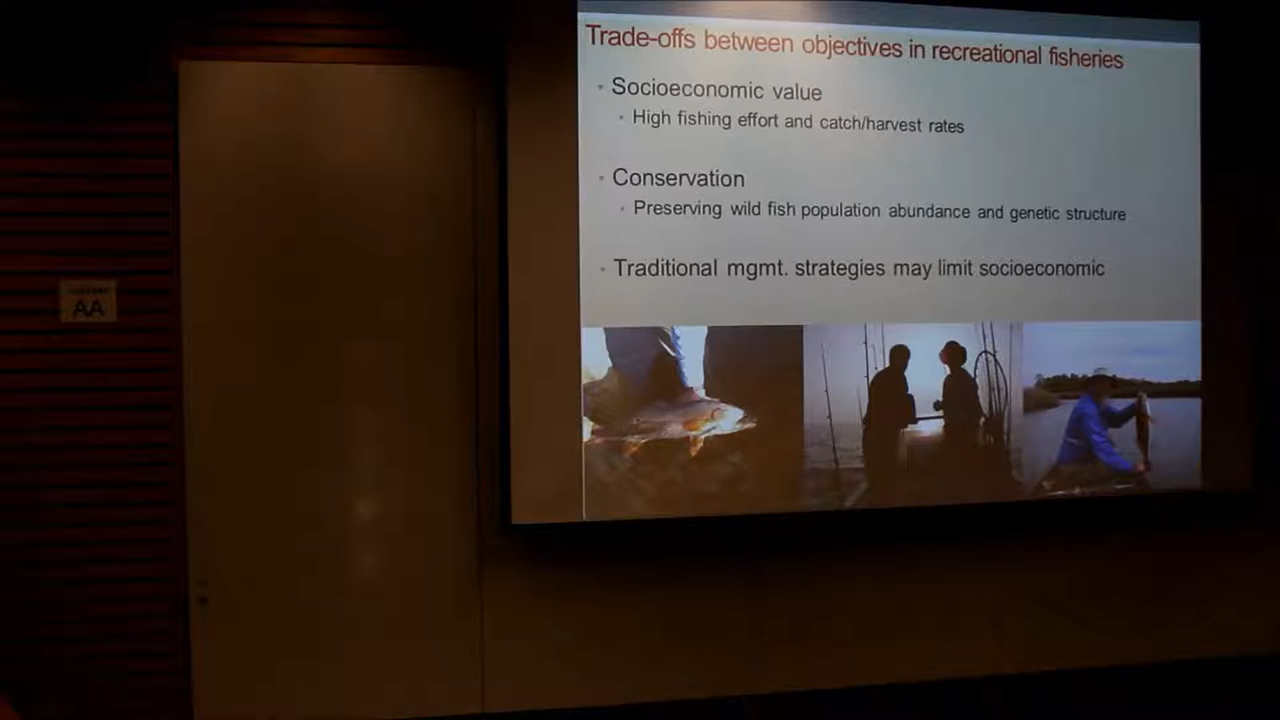 Trade-offs between objectives in recreational fisheries
Socioeconomic value
High fishing effort and catch/harvest rates
Conservation
Preserving wild fish population abundance and genetic structure
Traditional mgmt. strategies may limit socioeconomic
AA